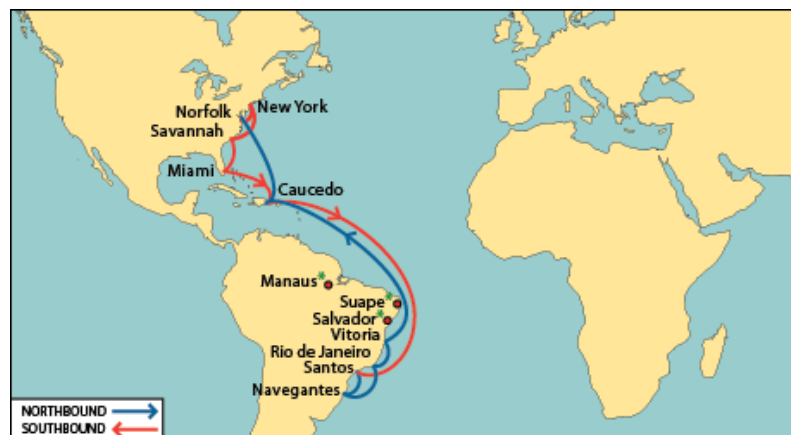 New York
Norfolk
Savannah
Miami
Caucedo
Manaus*
Suape*
Salvador*
Vitoria
Rio de Janeiro
Santos
Navegantes
NORTHBOUND
SOUTHBOUND